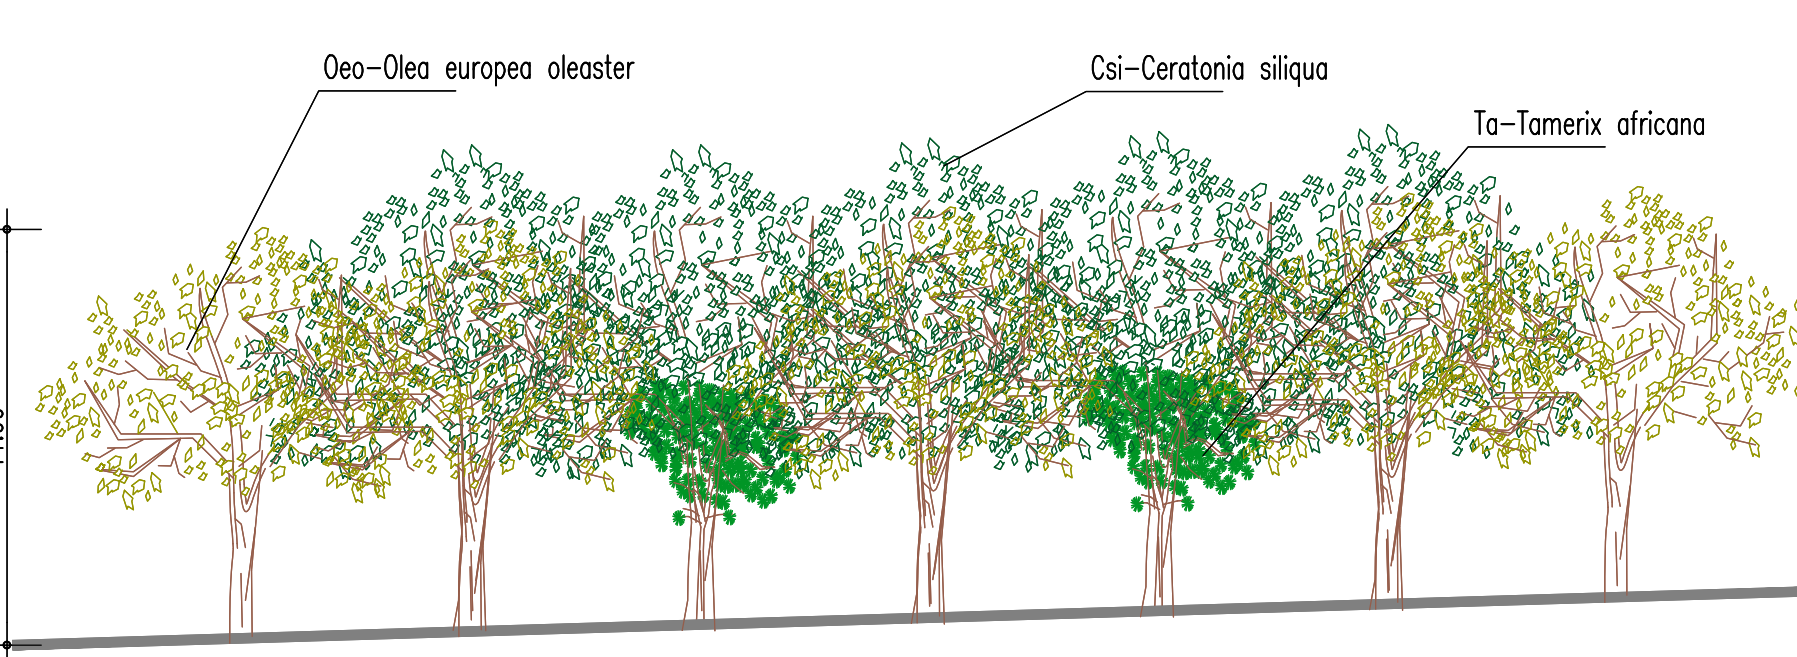 Oeo-Olea europea oleaster
Csi-Ceratonia siliqua
Ta-Tamerix africana